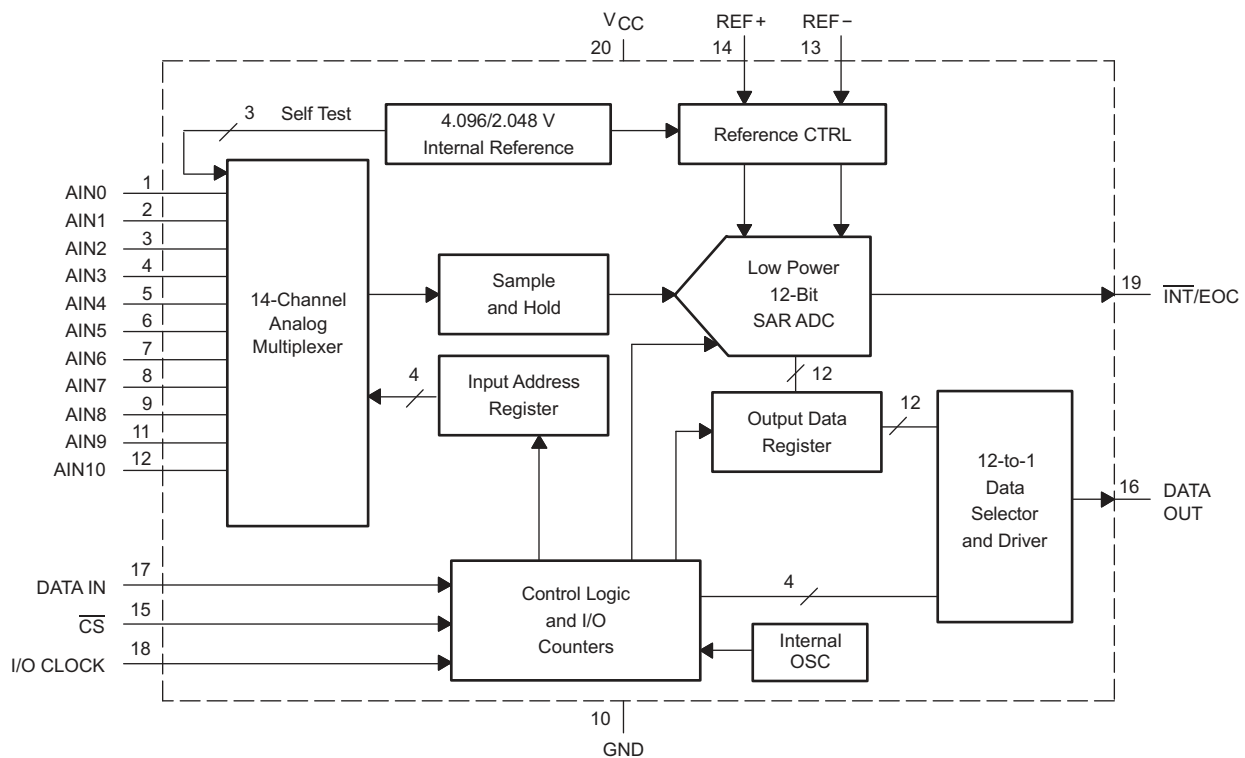 VCC
20
REF+
14
REF−
13
3
Self Test
4.096/2.048 V
Internal Reference
Reference CTRL
AIN0
1
AIN1
2
AIN2
3
AIN3
4
AIN4
5
AIN5
6
AIN6
7
AIN7
8
AIN8
9
AIN9
11
AIN10
12
14-Channel
Analog
Multiplexer
Sample
and Hold
Low Power
12-Bit
SAR ADC
19
INT/EOC
4
Input Address
Register
12
Output Data
Register
12
12-to-1
Data
Selector
and Driver
16
DATA
OUT
DATA IN
17
CS
15
I/O CLOCK
18
Control Logic
and I/O
Counters
4
Internal
OSC
10
GND